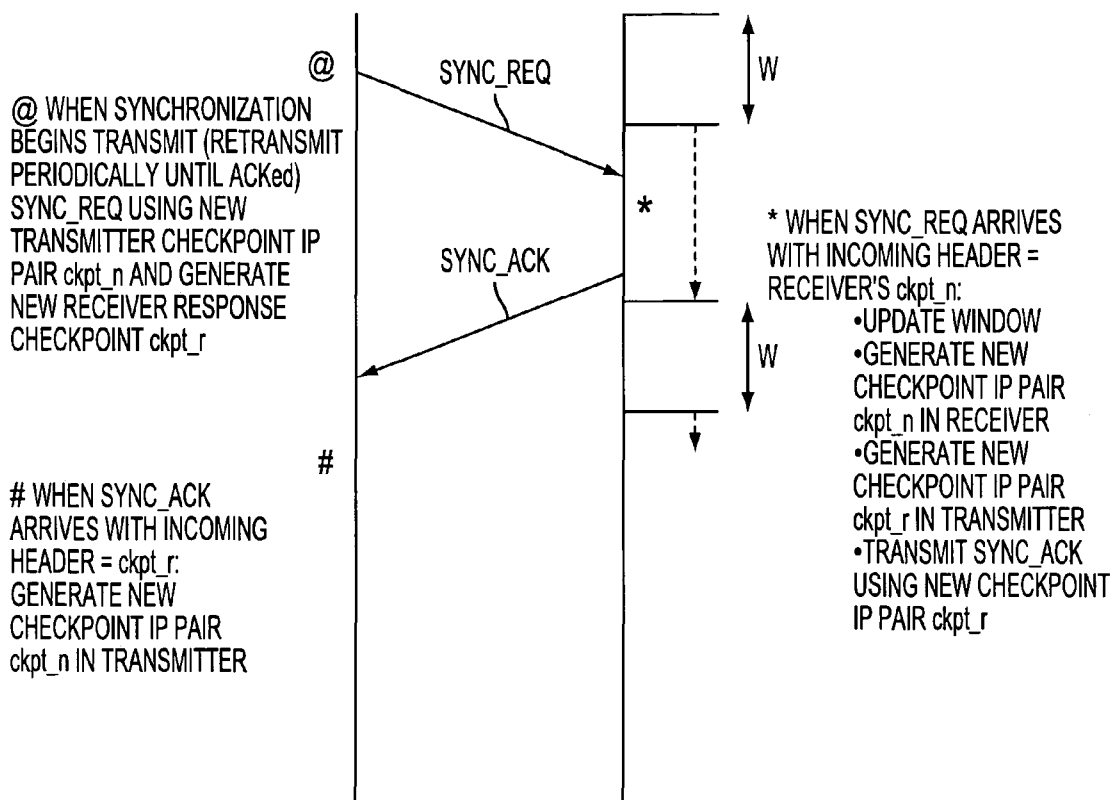 @
@ WHEN SYNCHRONIZATION
BEGINS TRANSMIT (RETRANSMIT
PERIODICALLY UNTIL ACKed)
SYNC_REQ USING NEW
TRANSMITTER CHECKPOINT IP
PAIR ckpt_n AND GENERATE
NEW RECEIVER RESPONSE
CHECKPOINT ckpt_r
SYNC_REQ
W
*
SYNC_ACK
W
* WHEN SYNC_REQ ARRIVES
WITH INCOMING HEADER =
RECEIVER'S ckpt_n:
•UPDATE WINDOW
•GENERATE NEW
CHECKPOINT IP PAIR
ckpt_n IN RECEIVER
•GENERATE NEW
CHECKPOINT IP PAIR
ckpt_r IN TRANSMITTER
•TRANSMIT SYNC_ACK
USING NEW CHECKPOINT
IP PAIR ckpt_r
#
# WHEN SYNC_ACK
ARRIVES WITH INCOMING
HEADER = ckpt_r:
GENERATE NEW
CHECKPOINT IP PAIR
ckpt_n IN TRANSMITTER